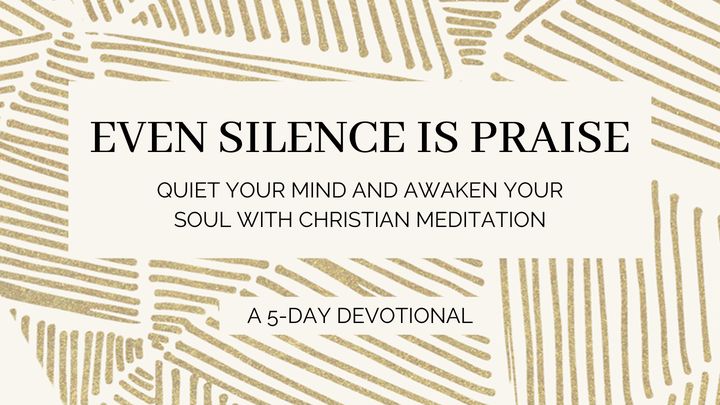 EVEN SILENCE IS PRAISE
QUIET YOUR MIND AND AWAKEN YOUR
SOUL WITH CHRISTIAN MEDITATION
A 5-DAY DEVOTIONAL